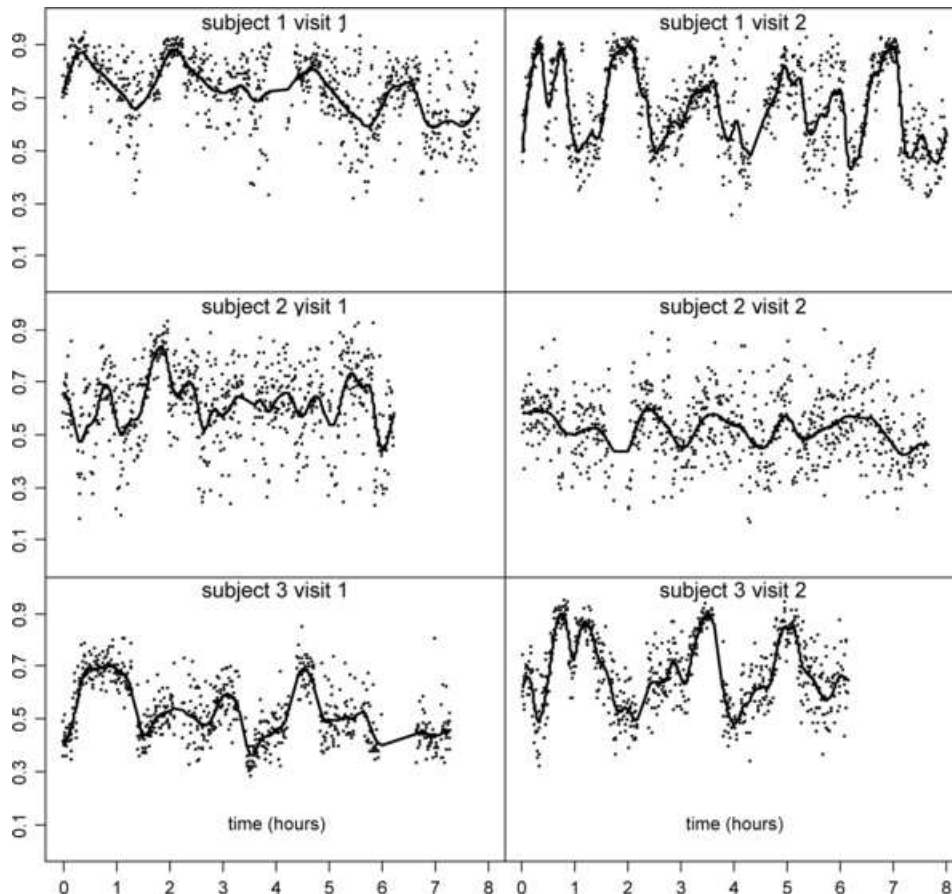 subject 1 visit 1
subject 1 visit 2
0.9
0.7
0.5
0.3
0.1
subject 2 visit 1
subject 2 visit 2
0.9
0.7
0.5
0.3
0.1
subject 3 visit 1
subject 3 visit 2
0.9
0.7
0.5
0.3
0.1
time (hours)
time (hours)
0 1 2 3 4 5 6 7 8
0 1 2 3 4 5 6 7 8